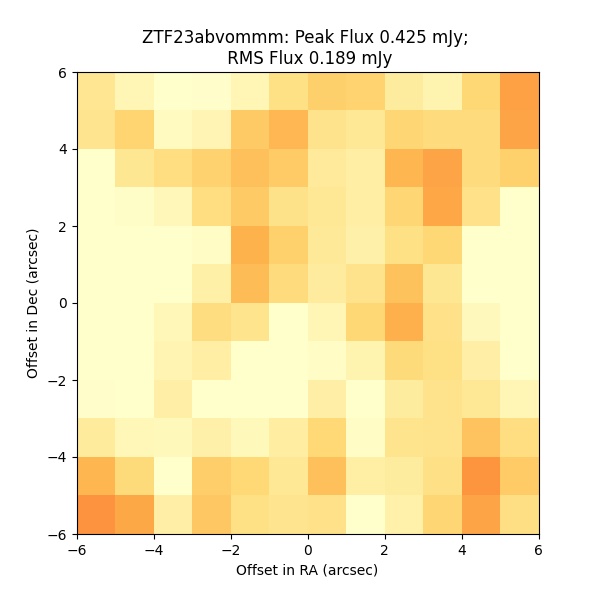 ZTF23abvommm: Peak Flux 0.425 mJy;
RMS Flux 0.189 mJy
6
4
2
0
−2
−4
−6
Offset in Dec (arcsec)
−6 −4 −2 0 2 4 6
Offset in RA (arcsec)